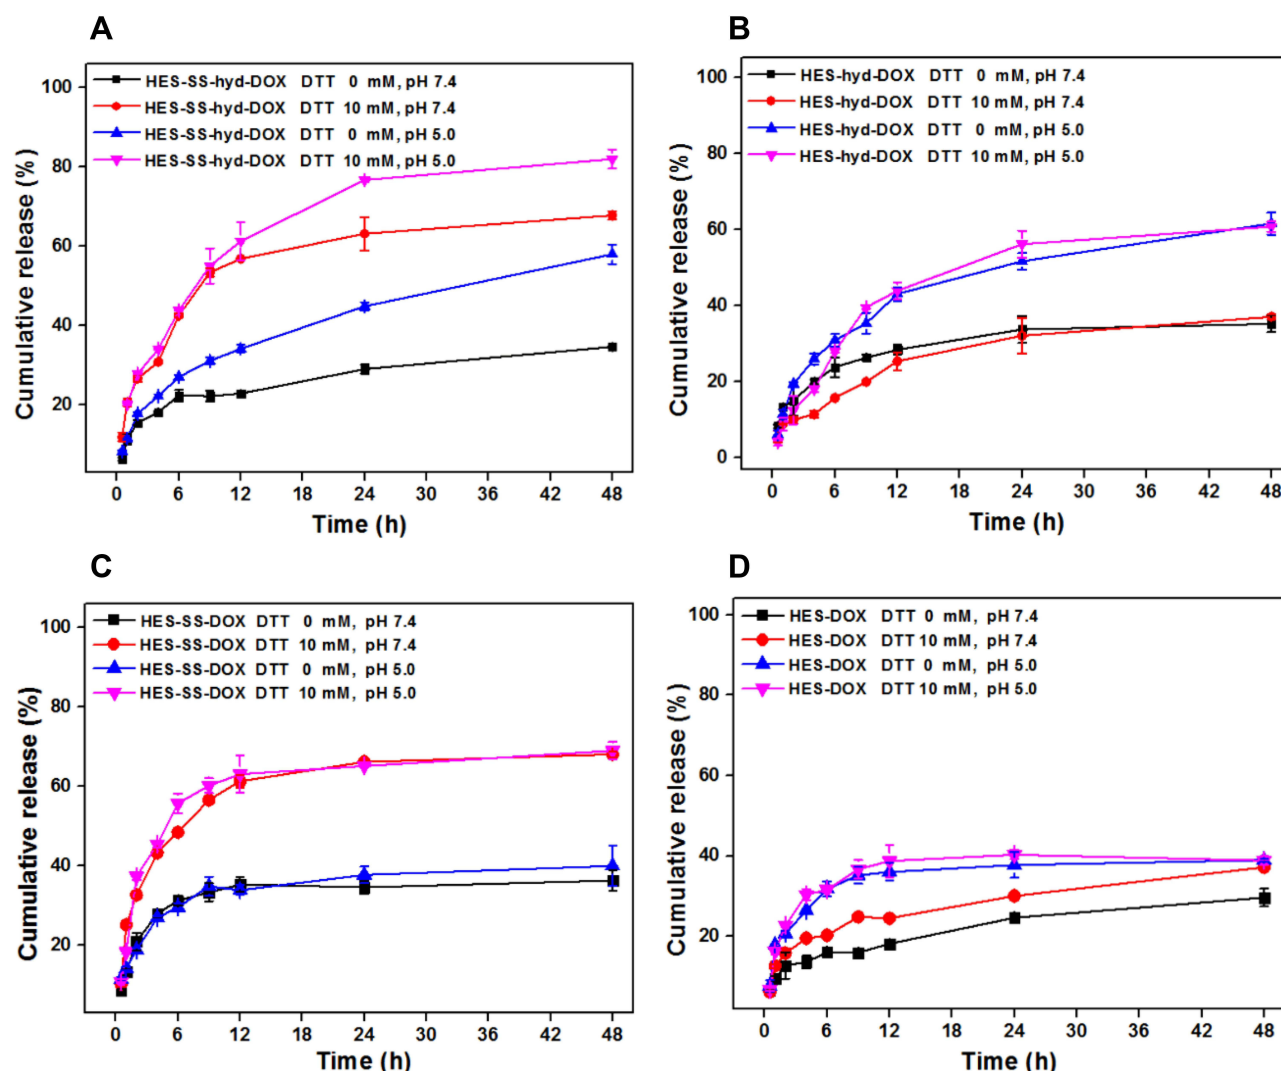 A
HES-SS-hyd-DOX DTT 0 mM, pH 7.4
HES-SS-hyd-DOX DTT 10 mM, pH 7.4
HES-SS-hyd-DOX DTT 0 mM, pH 5.0
HES-SS-hyd-DOX DTT 10 mM, pH 5.0
Cumulative release (%)
100
80
60
40
20
0 6 12 18 24 30 36 42 48
Time (h)
B
HES-hyd-DOX DTT 0 mM, pH 7.4
HES-hyd-DOX DTT 10 mM, pH 7.4
HES-hyd-DOX DTT 0 mM, pH 5.0
HES-hyd-DOX DTT 10 mM, pH 5.0
Cumulative release (%)
100
80
60
40
20
0
0 6 12 18 24 30 36 42 48
Time (h)
C
HES-SS-DOX DTT 0 mM, pH 7.4
HES-SS-DOX DTT 10 mM, pH 7.4
HES-SS-DOX DTT 0 mM, pH 5.0
HES-SS-DOX DTT 10 mM, pH 5.0
Cumulative release (%)
100
80
60
40
20
0 6 12 18 24 30 36 42 48
Time (h)
D
HES-DOX DTT 0 mM, pH 7.4
HES-DOX DTT 10 mM, pH 7.4
HES-DOX DTT 0 mM, pH 5.0
HES-DOX DTT 10 mM, pH 5.0
Cumulative release (%)
100
80
60
40
20
0 6 12 18 24 30 36 42 48
Time (h)